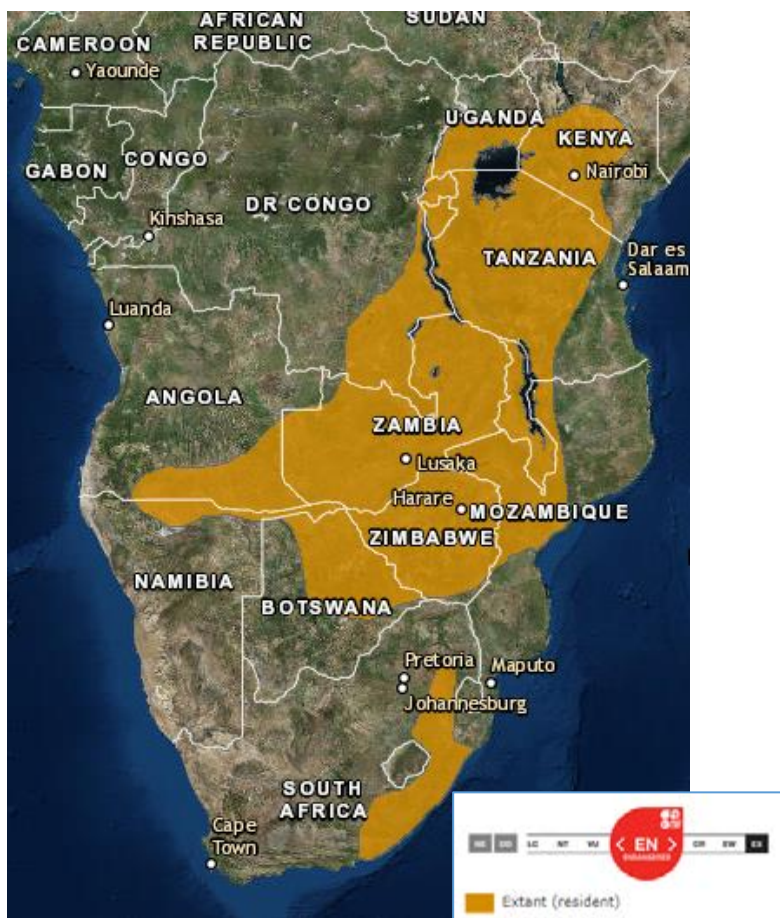 AFRICAN
REPUBLIC
SUDAN
CAMEROON
Yaounde
UGANDA
KENYA
CONGO
GABON
Nairobi
DR CONGO
Kihshasa
TANZANIA
Dar es
Salaam
Luanda
ANGOLA
ZAMBIA
Lusaka
Harare
MOZAMBIQUE
ZIMBABWE
NAMIBIA
BOTSWANA
Pretoria
Maputo
Johannesburg
SOUTH
AFRICA
Cape
Town
NE DD LC NT VU < EN > CR EW EX
ENDANGERED
Extant (resident)